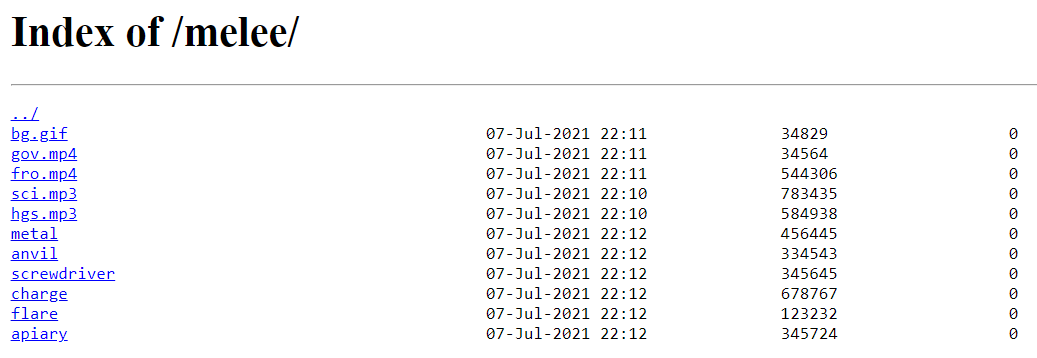 Index of /melee/
../
bg.gif 07-Jul-2021 22:11 34829 0
gov.mp4 07-Jul-2021 22:11 34564 0
fro.mp4 07-Jul-2021 22:11 544306 0
sci.mp3 07-Jul-2021 22:10 783435 0
hgs.mp3 07-Jul-2021 22:10 584938 0
metal 07-Jul-2021 22:12 456445 0
anvil 07-Jul-2021 22:12 334543 0
screwdriver 07-Jul-2021 22:12 345645 0
charge 07-Jul-2021 22:12 678767 0
flare 07-Jul-2021 22:12 123232 0
apiary 07-Jul-2021 22:12 345724 0